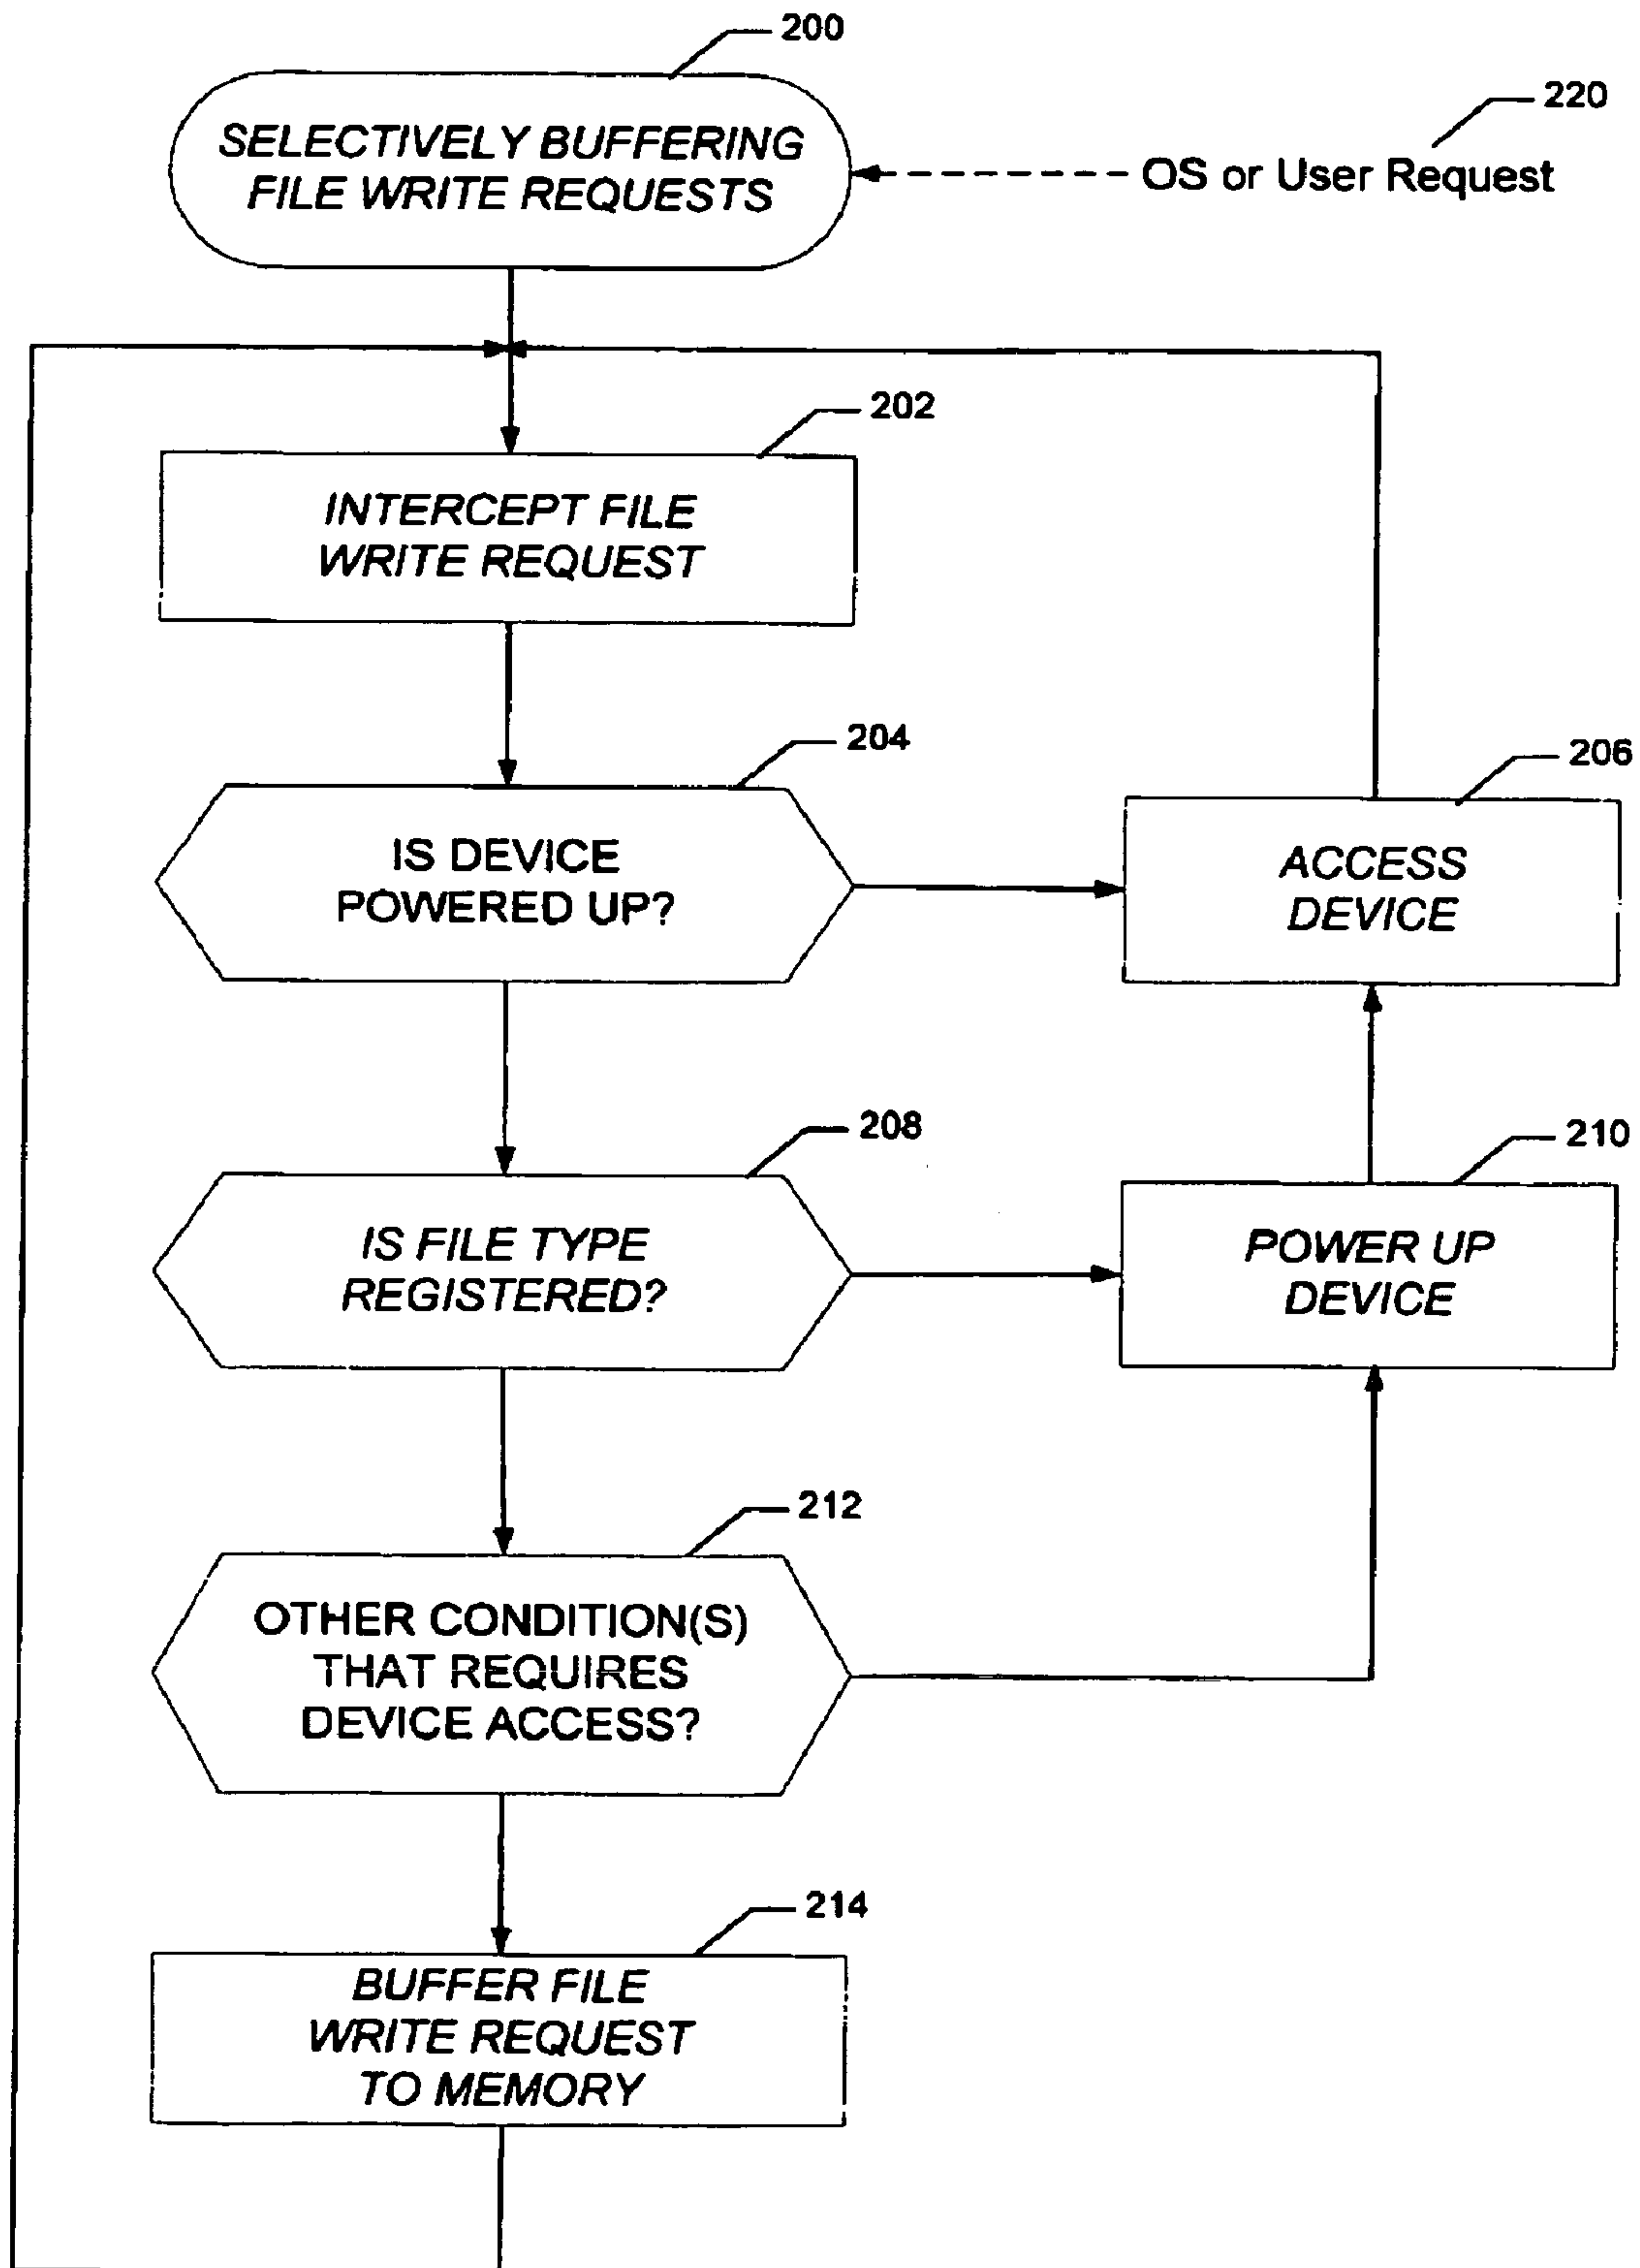 200
SELECTIVELY BUFFERING
FILE WRITE REQUESTS
220
OS or User Request
202
INTERCEPT FILE
WRITE REQUEST
204
IS DEVICE
POWERED UP?
206
ACCESS
DEVICE
208
IS FILE TYPE
REGISTERED?
210
POWER UP
DEVICE
212
OTHER CONDITION(S)
THAT REQUIRES
DEVICE ACCESS?
214
BUFFER FILE
WRITE REQUEST
TO MEMORY